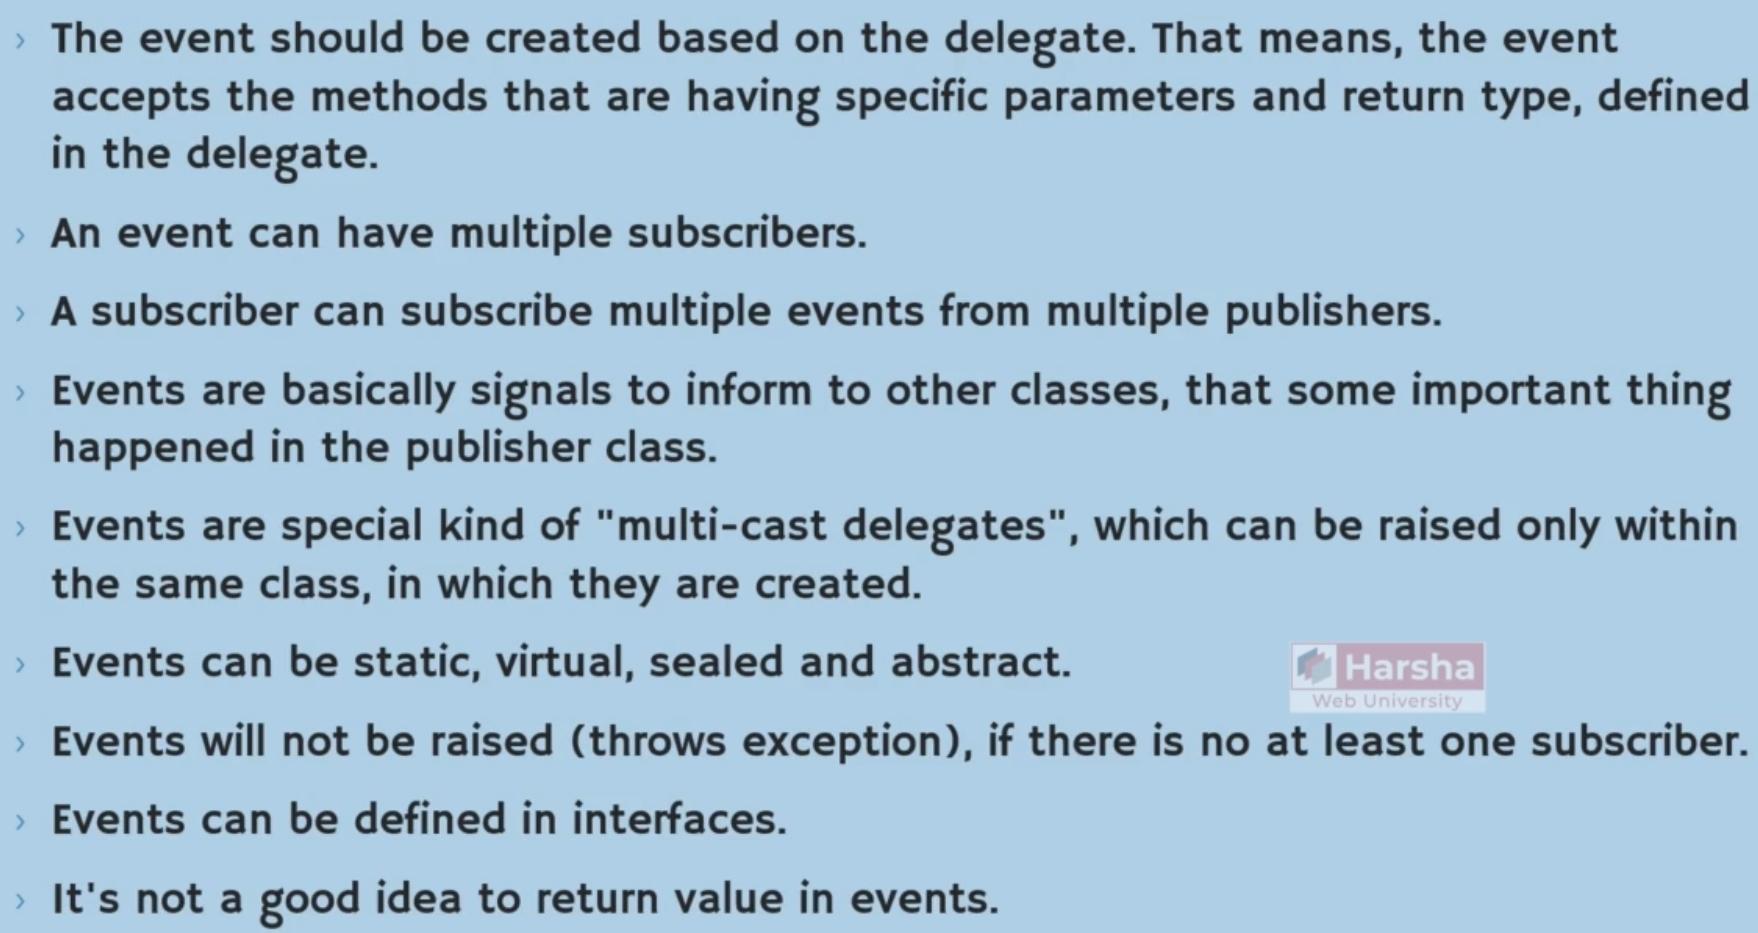 › The event should be created based on the delegate. That means, the event
accepts the methods that are having specific parameters and return type, defined
in the delegate.
› An event can have multiple subscribers.
› A subscriber can subscribe multiple events from multiple publishers.
› Events are basically signals to inform to other classes, that some important thing
happened in the publisher class.
› Events are special kind of "multi-cast delegates", which can be raised only within
the same class, in which they are created.
› Events can be static, virtual, sealed and abstract.
Harsha
Web University
› Events will not be raised (throws exception), if there is no at least one subscriber.
› Events can be defined in interfaces.
› It's not a good idea to return value in events.